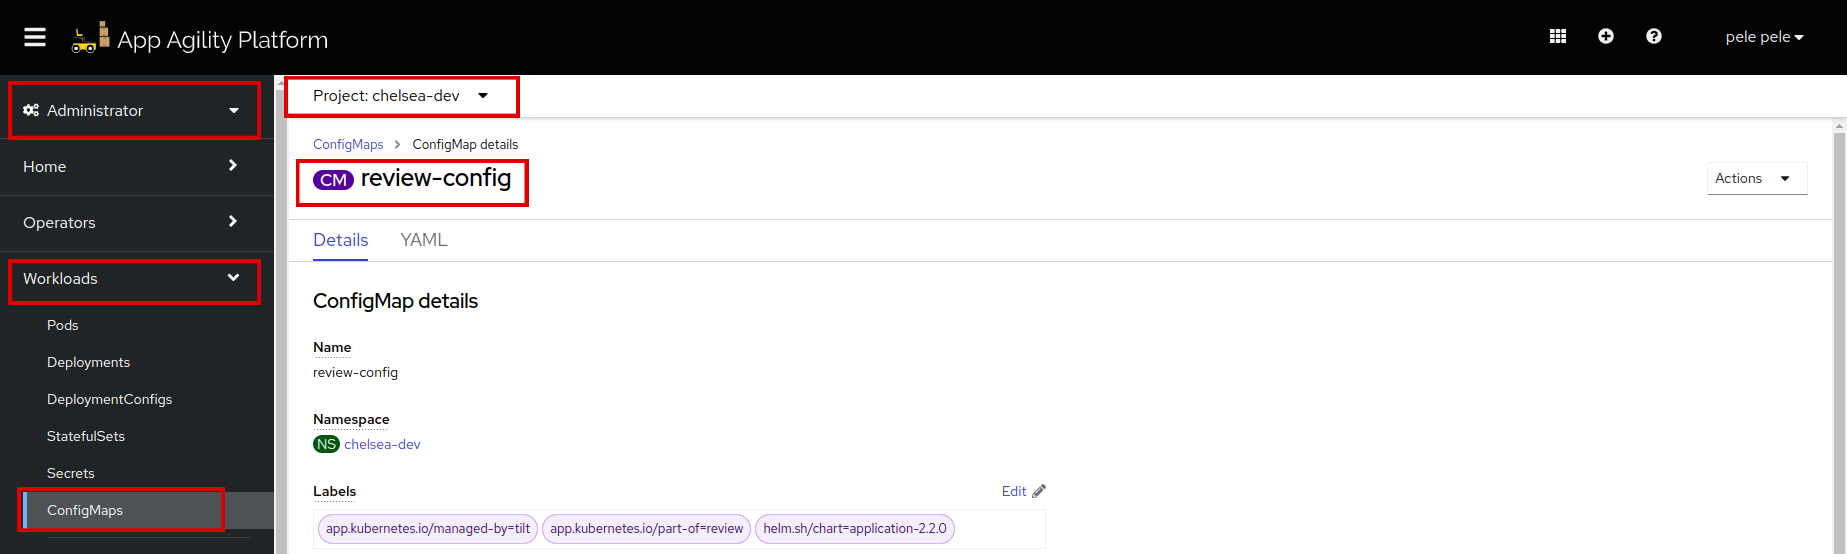 App Agility Platform
pele pele
Administrator
Home
Operators
Workloads
Pods
Deployments
DeploymentConfigs
StatefulSets
Secrets
ConfigMaps
Project: chelsea-dev
ConfigMaps > ConfigMap details
CM review-config
Actions
Details YAML
ConfigMap details
Name
review-config
Namespace
NS chelsea-dev
Labels Edit
app.kubernetes.io/managed-by=tilt app.kubernetes.io/part-of=review helm.sh/chart=application-2.2.0